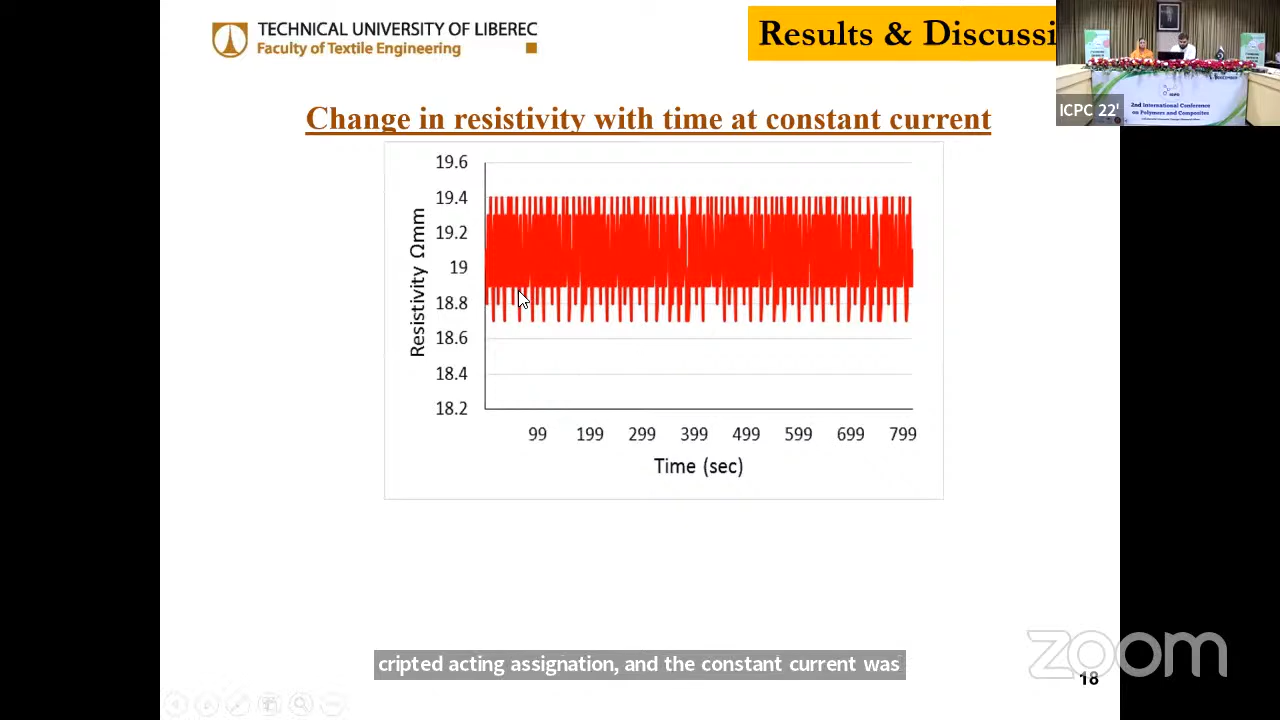 TECHNICAL UNIVERSITY OF LIBEREC
Faculty of Textile Engineering
Results & Discussi
ICPC 22'
2nd International Conference
on Polymers and Composites
Change in resistivity with time at constant current
19.6
19.4
19.2
19
18.8
18.6
18.4
18.2
Resistivity Ωmm
99 199 299 399 499 599 699 799
Time (sec)
cripted acting assignation, and the constant current was
zoom
18